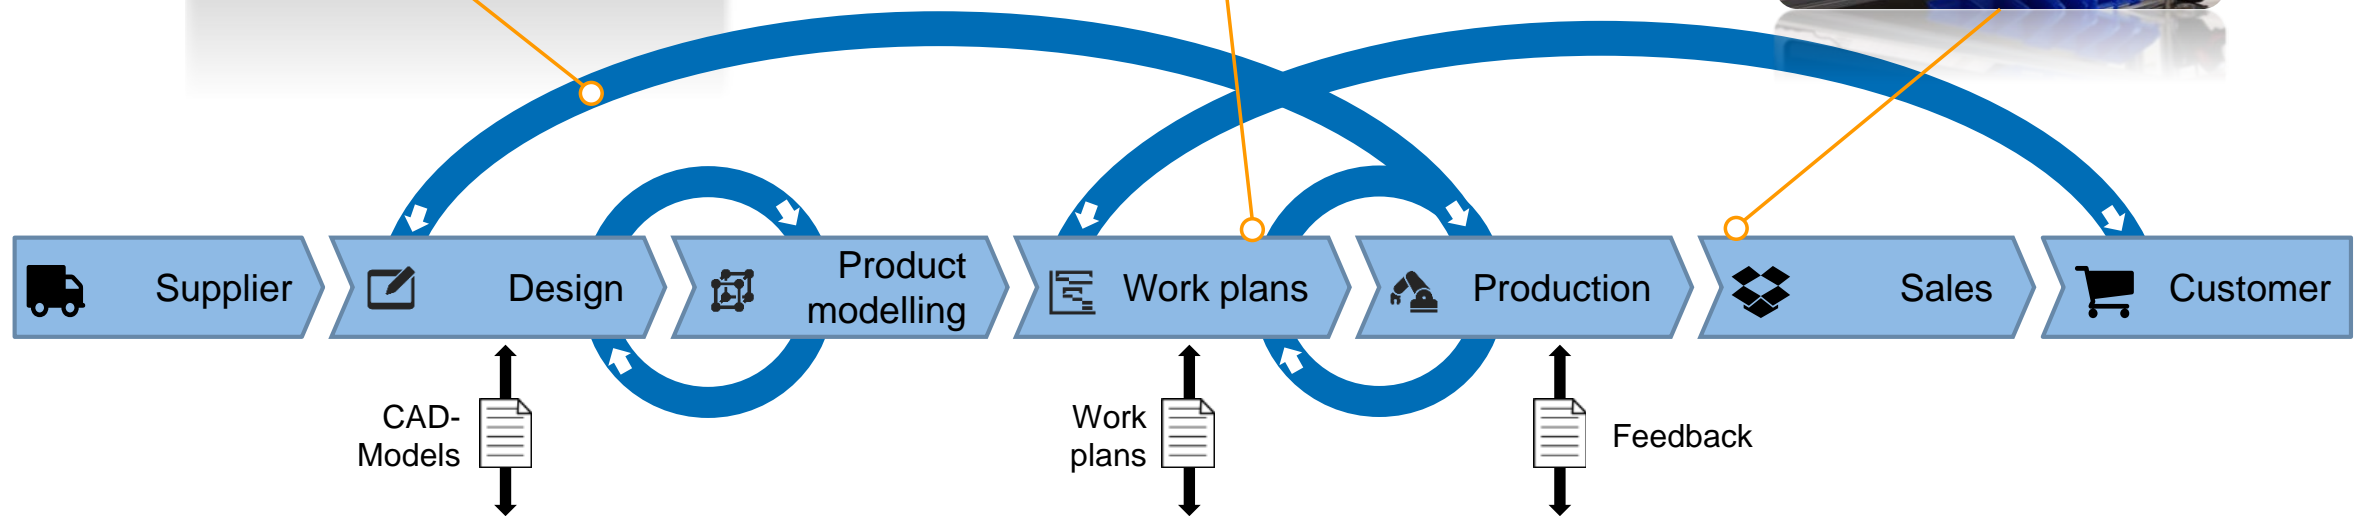 Supplier
Design
Product
modelling
Work plans
Production
Sales
Customer
CAD-
Models
Work
plans
Feedback